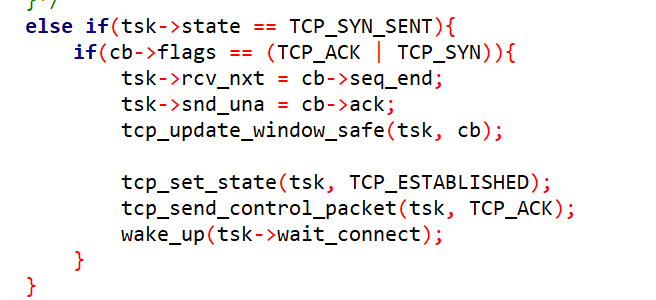 }*/
else if(tsk->state == TCP_SYN_SENT){
if(cb->flags == (TCP_ACK | TCP_SYN)){
tsk->rcv_nxt = cb->seq_end;
tsk->snd_una = cb->ack;
tcp_update_window_safe(tsk, cb);
tcp_set_state(tsk, TCP_ESTABLISHED);
tcp_send_control_packet(tsk, TCP_ACK);
wake_up(tsk->wait_connect);
}
}